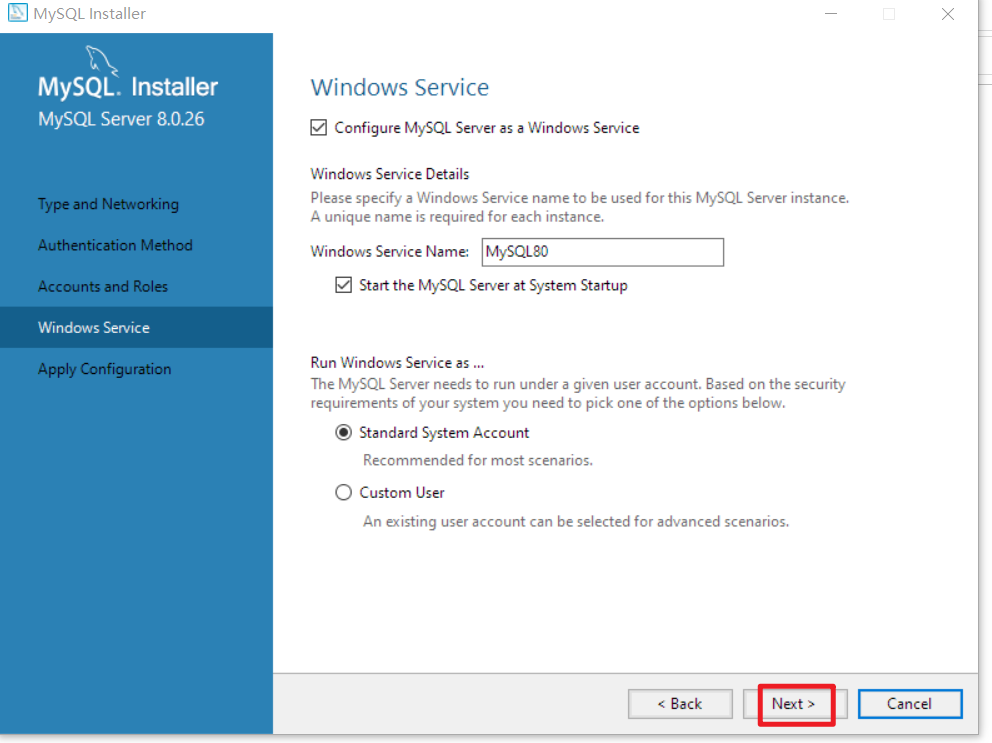 MySQL Installer
MySQL. Installer
MySQL Server 8.0.26
Type and Networking
Authentication Method
Accounts and Roles
Windows Service
Apply Configuration
Windows Service
Configure MySQL Server as a Windows Service
Windows Service Details
Please specify a Windows Service name to be used for this MySQL Server instance.
A unique name is required for each instance.
Windows Service Name: MySQL80
Start the MySQL Server at System Startup
Run Windows Service as ...
The MySQL Server needs to run under a given user account. Based on the security
requirements of your system you need to pick one of the options below.
Standard System Account
Recommended for most scenarios.
Custom User
An existing user account can be selected for advanced scenarios.
< Back
Next >
Cancel